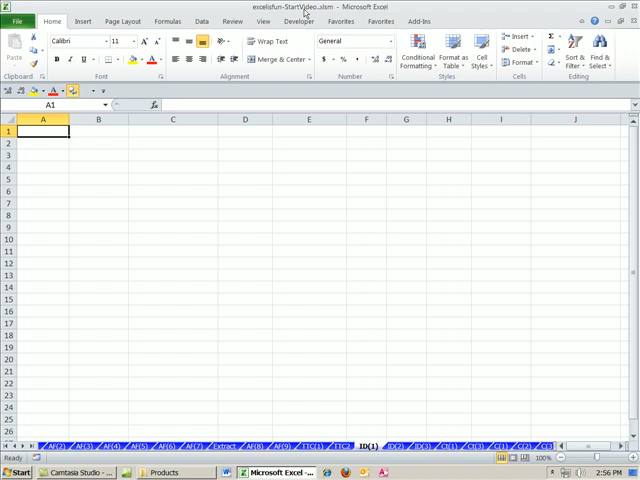 excelisfun-StartVideo.xlsm - Microsoft Excel
File Home Insert Page Layout Formulas Data Review View Developer Favorites Favorites Add-Ins
Paste
Calibri 11
B I U
Wrap Text
Merge & Center
General
$ % ,
Conditional Formatting
Format as Table
Cell Styles
Insert
Delete
Format
Σ
Sort & Filter
Find & Select
Clipboard Font Alignment Number Styles Cells Editing
A1 fx
A B C D E F G H I J
1
2
3
4
5
6
7
8
9
10
11
12
13
14
15
16
17
18
19
20
21
22
23
24
25
26
AF(2) AF(3) AF(4) AF(5) AF(6) AF(7) Extract AF(8) AF(9) TTC(1) TTC2 ID(1) ID(2) ID(3) CI(1) CI(2) C(1) C(2) C(3
Ready 100%
Start Camtasia Studio - ... Products Microsoft Excel -... 2:56 PM